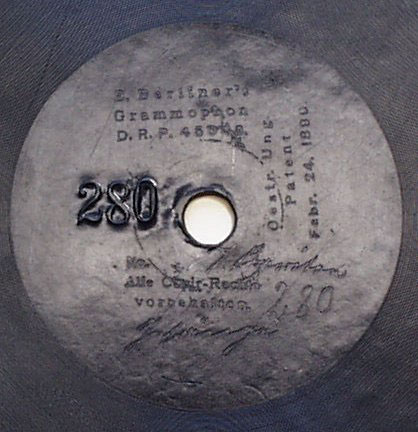 E. Berliner's
Grammophon
D. R. P. 45048.
Oestr. Ung.
Patent
Febr. 24. 1890.
280
No.
Alle Copir-Rechte
vorbehalten.
280